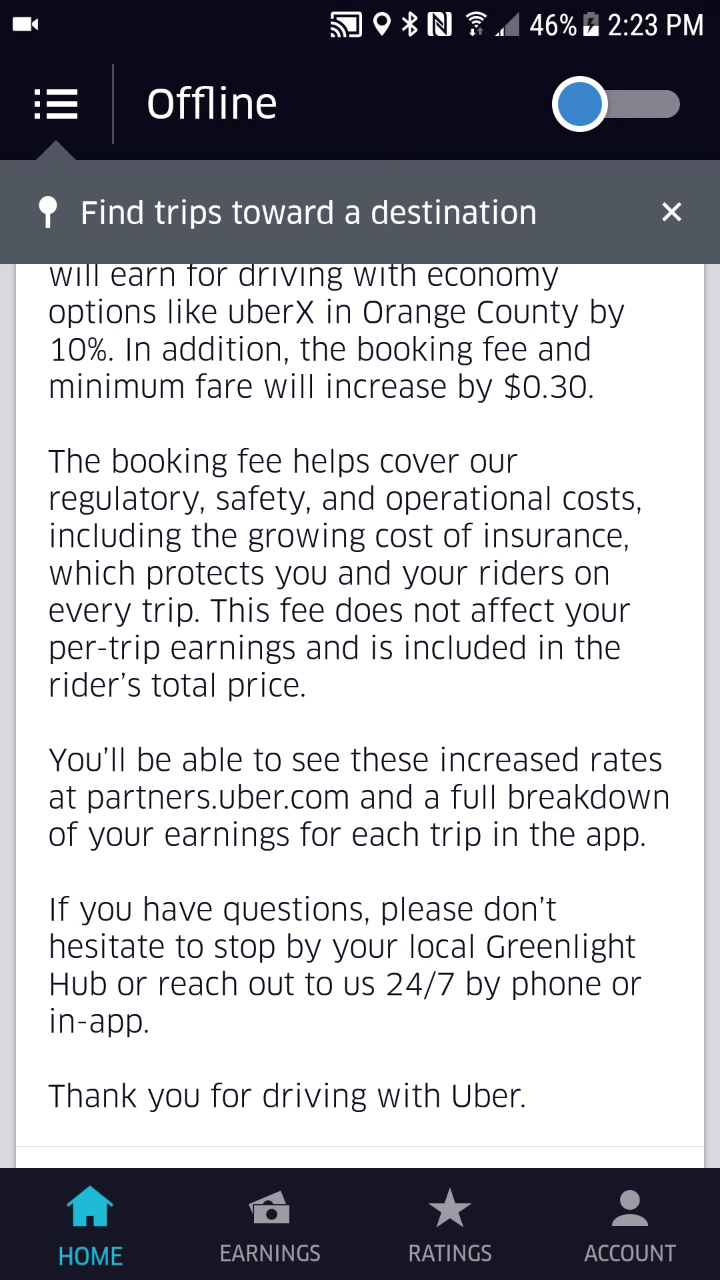 46% 2:23 PM
Offline
Find trips toward a destination
will earn for driving with economy
options like uberX in Orange County by
10%. In addition, the booking fee and
minimum fare will increase by $0.30.
The booking fee helps cover our
regulatory, safety, and operational costs,
including the growing cost of insurance,
which protects you and your riders on
every trip. This fee does not affect your
per-trip earnings and is included in the
rider’s total price.
You’ll be able to see these increased rates
at partners.uber.com and a full breakdown
of your earnings for each trip in the app.
If you have questions, please don’t
hesitate to stop by your local Greenlight
Hub or reach out to us 24/7 by phone or
in-app.
Thank you for driving with Uber.
HOME EARNINGS RATINGS ACCOUNT